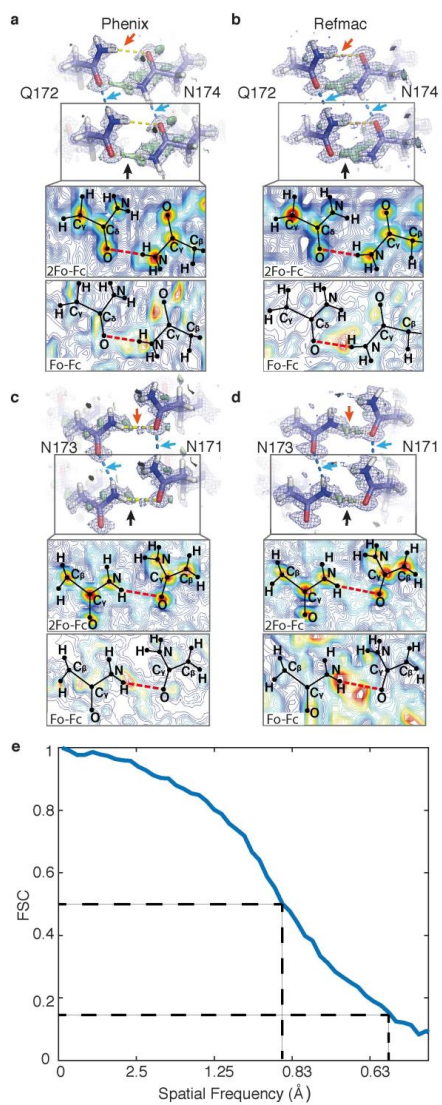 a Phenix
b Refmac
Q172 N174
Q172 N174
H H
H N H
Cγ Cδ
O O
H H N Cγ Cβ
2Fo-Fc
H H
H N H
Cγ Cδ
O O
H H N Cγ Cβ
2Fo-Fc
H H
H N H
Cγ Cδ
O O
H H N Cγ Cβ
Fo-Fc
H H
H N H
Cγ Cδ
O O
H H N Cγ Cβ
Fo-Fc
c
d
N173 N171
N173 N171
H H H N H
Cβ H N Cγ Cβ H
H Cγ H O
O
2Fo-Fc
H H H N H
Cβ H N Cγ Cβ H
H Cγ H O
O
2Fo-Fc
H H H N H
Cβ H N Cγ Cβ H
H Cγ H O
O
Fo-Fc
H H H N H
Cβ H N Cγ Cβ H
H Cγ H O
O
Fo-Fc
e
1
0.8
0.6
0.4
0.2
0
FSC
0 2.5 1.25 0.83 0.63
Spatial Frequency (Å)